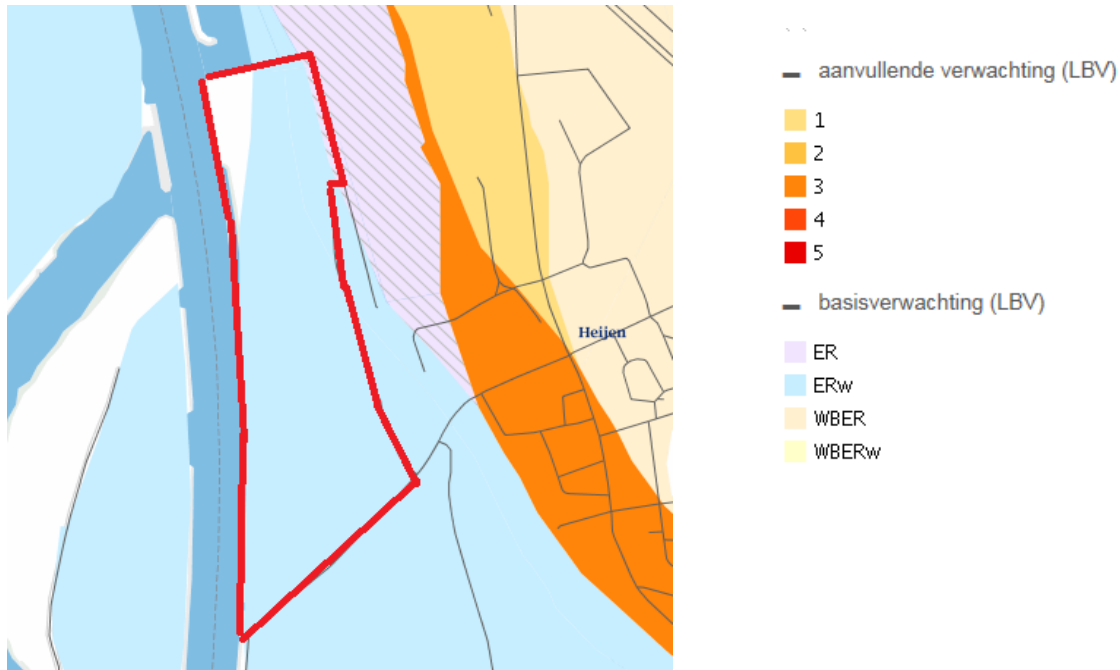 Heijen
aanvullende verwachting (LBV)
1
2
3
4
5
basisverwachting (LBV)
ER
ERw
WBER
WBERw